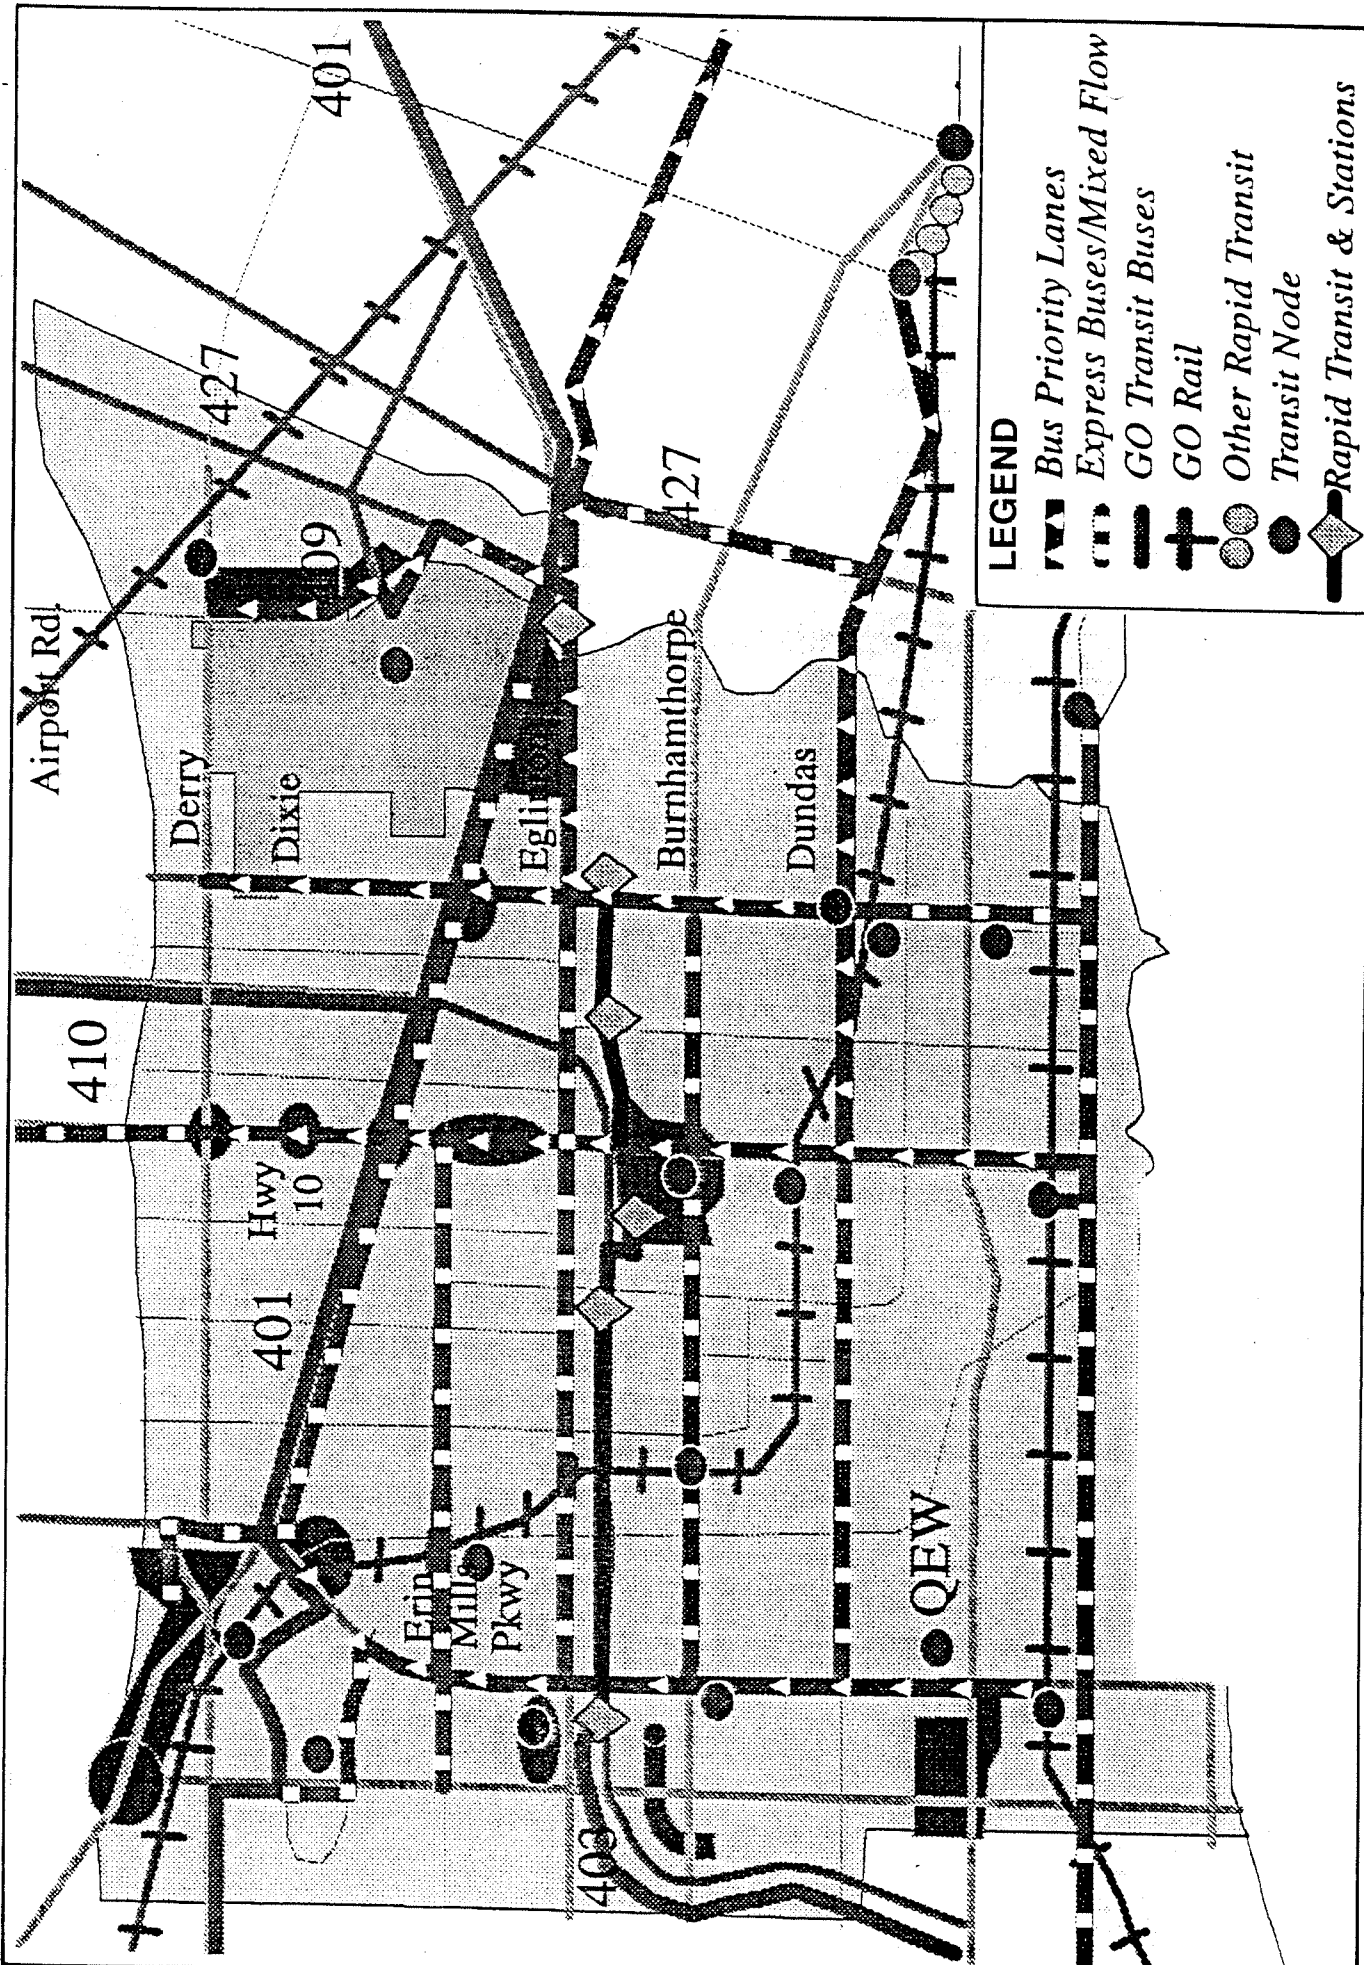 401
427
409
Airport Rd.
Derry
Dixie
Eglinton
Burnhamthorpe
427
Dundas
410
Hwy
10
401
Erin
Mills
Pkwy
QEW
403
LEGEND
Bus Priority Lanes
Express Buses/Mixed Flow
GO Transit Buses
GO Rail
Other Rapid Transit
Transit Node
Rapid Transit & Stations